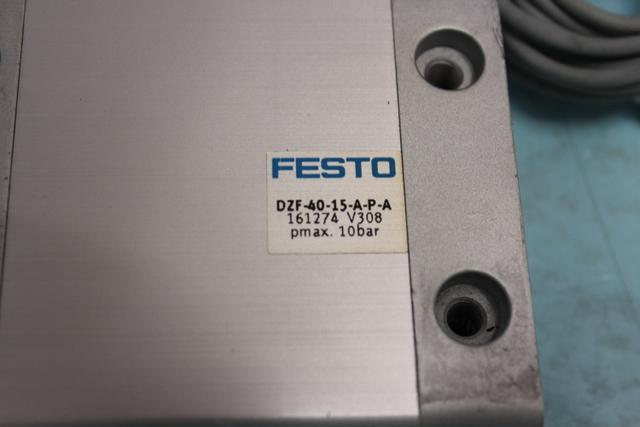 FESTO
DZF-40-15-A-P-A
161274 V308
pmax. 10bar